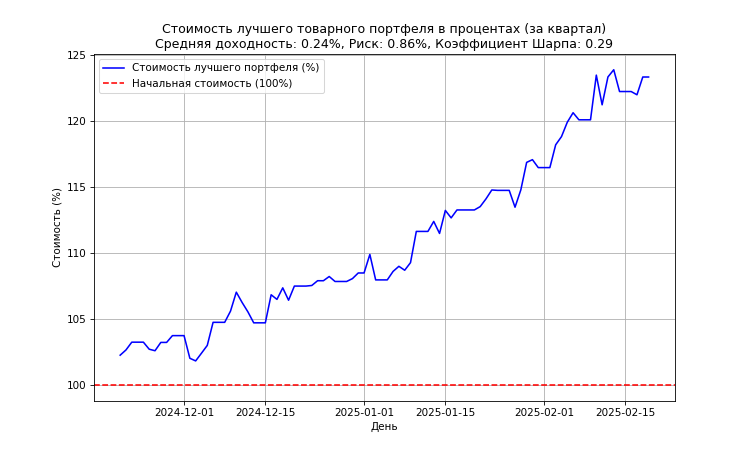 Стоимость лучшего товарного портфеля в процентах (за квартал)
Средняя доходность: 0.24%, Риск: 0.86%, Коэффициент Шарпа: 0.29
Стоимость лучшего портфеля (%)
Начальная стоимость (100%)
Стоимость (%)
125
120
115
110
105
100
2024-12-01
2024-12-15
2025-01-01
2025-01-15
2025-02-01
2025-02-15
День